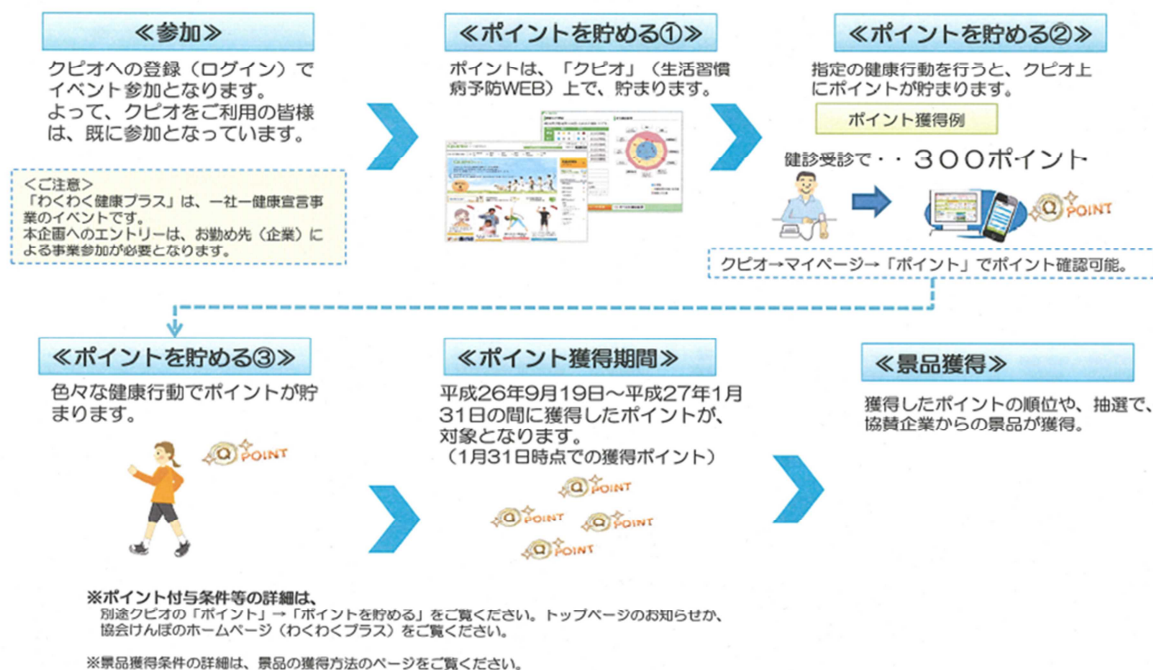 ≪参加≫
クピオへの登録（ログイン）で
イベント参加となります。
よって、クピオをご利用の皆様
は、既に参加となっています。
＜ご注意＞
「わくわく健康プラス」は、一社一健康宣言事
業のイベントです。
本企画へのエントリーは、お勤め先（企業）に
よる事業参加が必要となります。
≪ポイントを貯める①≫
ポイントは、「クピオ」（生活習慣
病予防WEB）上で、貯まります。
≪ポイントを貯める②≫
指定の健康行動を行うと、クピオ上
にポイントが貯まります。
ポイント獲得例
健診受診で・・３００ポイント
Q POINT
クピオ→マイページ→「ポイント」でポイント確認可能。
≪ポイントを貯める③≫
色々な健康行動でポイントが貯
まります。
Q POINT
≪ポイント獲得期間≫
平成26年9月19日～平成27年1月
31日の間に獲得したポイントが、
対象となります。
（1月31日時点での獲得ポイント）
Q POINT
Q POINT
Q POINT
Q POINT
≪景品獲得≫
獲得したポイントの順位や、抽選で、
協賛企業からの景品が獲得。
※ポイント付与条件等の詳細は、
別途クピオの「ポイント」→「ポイントを貯める」をご覧ください。トップページのお知らせか、
協会けんぽのホームページ（わくわくプラス）をご覧ください。
※景品獲得条件の詳細は、景品の獲得方法のページをご覧ください。